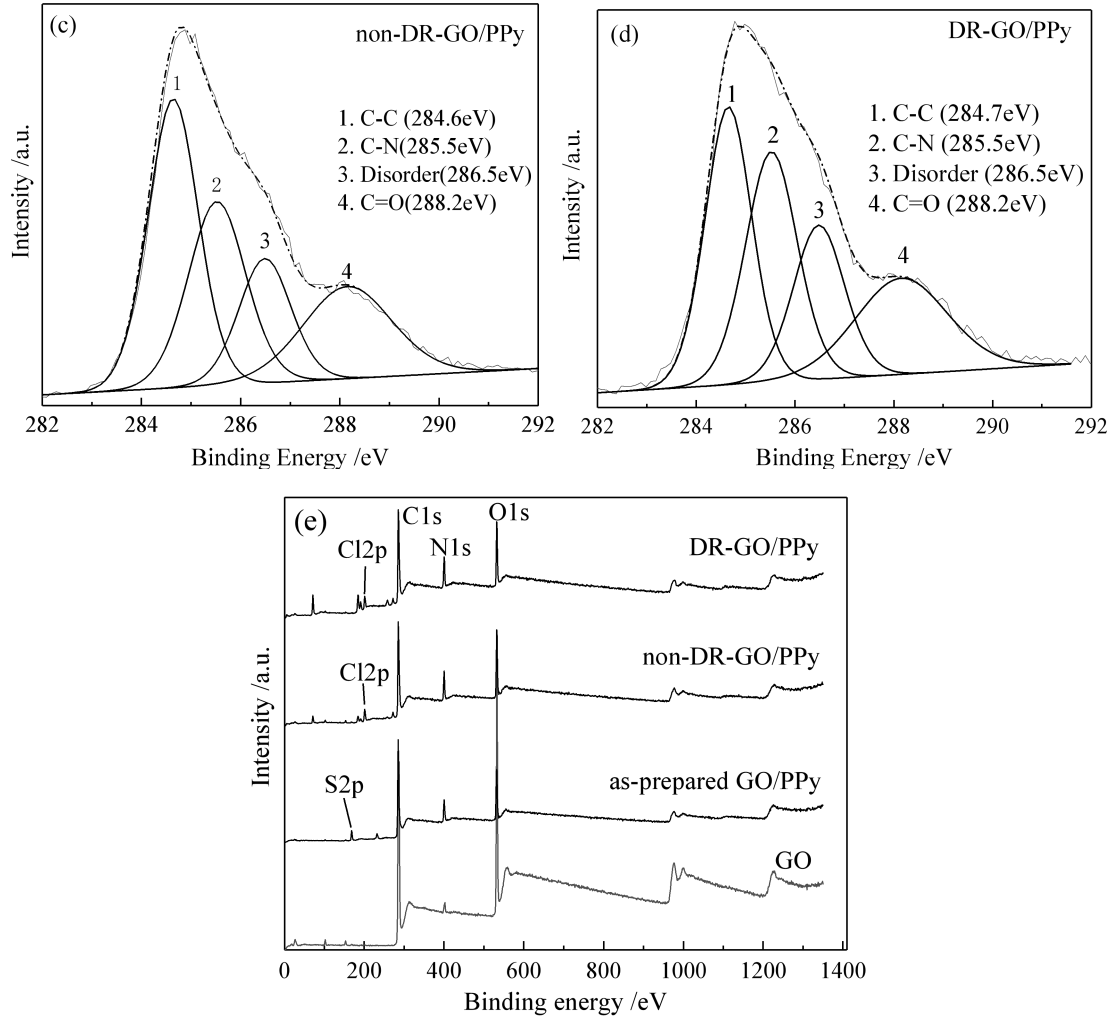 (c)
non-DR-GO/PPy
1
2
3
4
1. C-C (284.6eV)
2. C-N(285.5eV)
3. Disorder(286.5eV)
4. C=O(288.2eV)
Intensity /a.u.
282 284 286 288 290 292
Binding Energy /eV
(d)
DR-GO/PPy
1
2
3
4
1. C-C (284.7eV)
2. C-N (285.5eV)
3. Disorder (286.5eV)
4. C=O (288.2eV)
Intensity /a.u.
282 284 286 288 290 292
Binding Energy /eV
(e)
C1s
O1s
Cl2p
N1s
DR-GO/PPy
Cl2p
non-DR-GO/PPy
S2p
as-prepared GO/PPy
GO
Intensity /a.u.
0 200 400 600 800 1000 1200 1400
Binding energy /eV